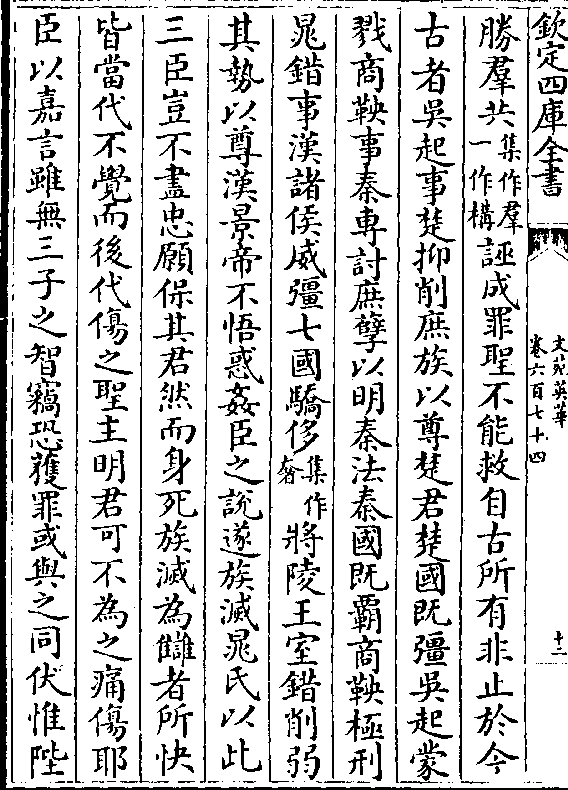 欽定四庫全書
文苑英華
卷六百七十四
十二
勝羣共集作羣一作構誣成罪聖不能救自古所有非止於今
古者吳起事楚抑削庶族以尊楚君楚國既彊吳起蒙
戮商鞅事秦專討庶孽以明秦法秦國既霸商鞅極刑
晁錯事漢諸侯威彊七國驕侈集作奢將陵王室錯削弱
其勢以尊漢景帝不悟惑姦臣之說遂族滅晁氏以此
三臣豈不盡忠願保其君然而身死族滅為讎者所快
皆當代不覺而後代傷之聖主明君可不為之痛傷耶
臣以嘉言雖無三子之智竊恐獲罪或與之同伏惟陛